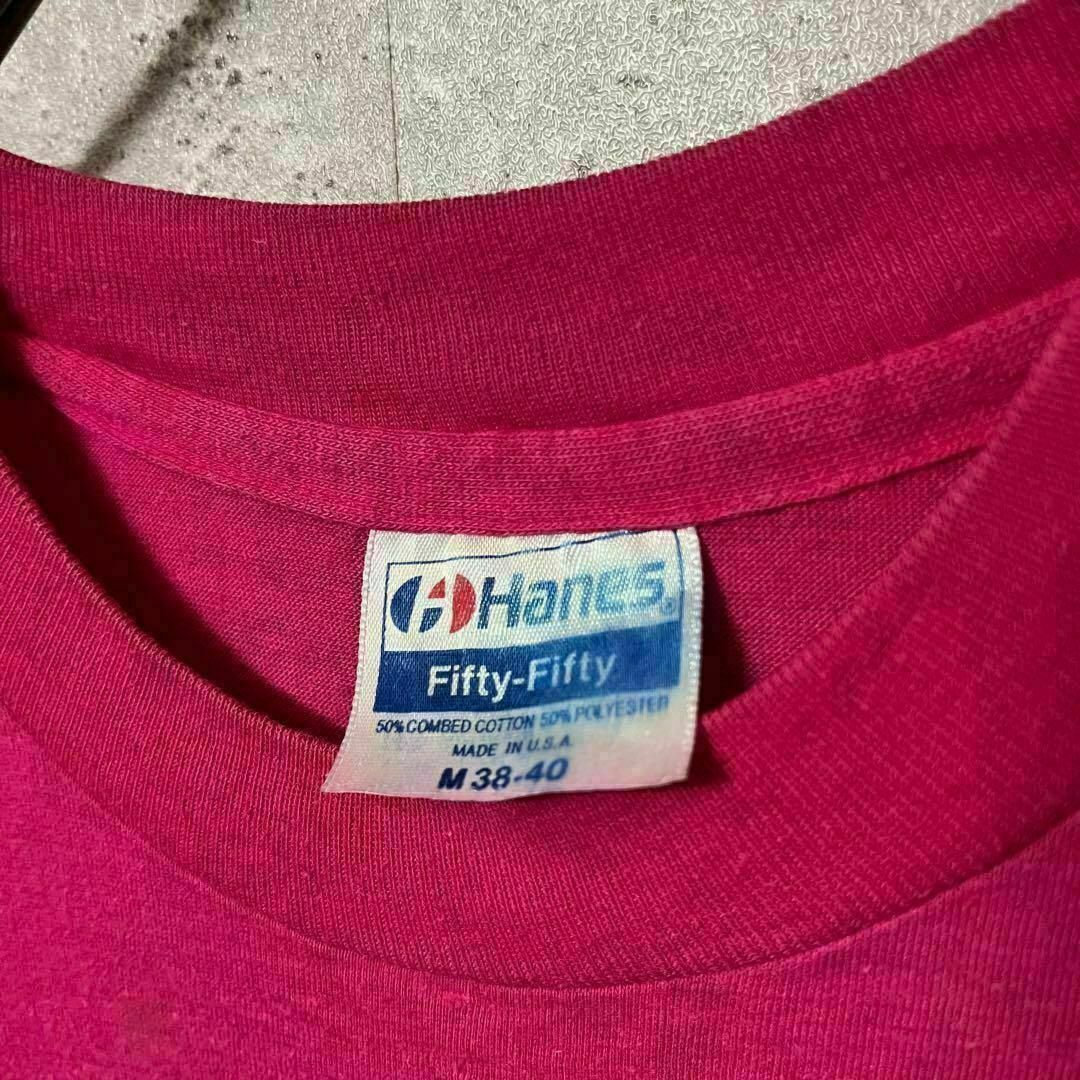 Hanes®
Fifty-Fifty
50% COMBED COTTON 50% POLYESTER
MADE IN U.S.A.
M 38-40